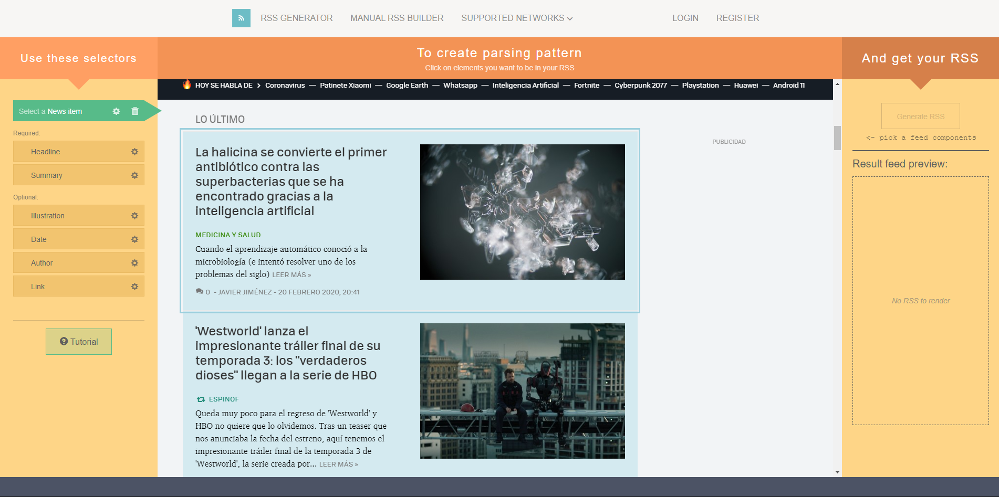 RSS GENERATOR MANUAL RSS BUILDER SUPPORTED NETWORKS LOGIN REGISTER
Use these selectors
To create parsing pattern
Click on elements you want to be in your RSS
And get your RSS
HOY SE HABLA DE Coronavirus — Patinete Xiaomi — Google Earth — Whatsapp — Inteligencia Artificial — Fortnite — Cyberpunk 2077 — Playstation — Huawei — Android 11
Select a News item
Required:
Headline
Summary
Optional:
Illustration
Date
Author
Link
Tutorial
LO ÚLTIMO
La halicina se convierte el primer
antibiótico contra las
superbacterias que se ha
encontrado gracias a la
inteligencia artificial
MEDICINA Y SALUD
Cuando el aprendizaje automático conoció a la
microbiología (e intentó resolver uno de los
problemas del siglo) LEER MÁS »
0 - JAVIER JIMÉNEZ - 20 FEBRERO 2020, 20:41
'Westworld' lanza el
impresionante tráiler final de su
temporada 3: los "verdaderos
dioses" llegan a la serie de HBO
ESPINOF
Queda muy poco para el regreso de 'Westworld' y
HBO no quiere que lo olvidemos. Tras un teaser que
nos anunciaba la fecha del estreno, aquí tenemos el
impresionante tráiler final de la temporada 3 de
'Westworld', la serie creada por... LEER MÁS »
PUBLICIDAD
Generate RSS
<- pick a feed components
Result feed preview:
No RSS to render